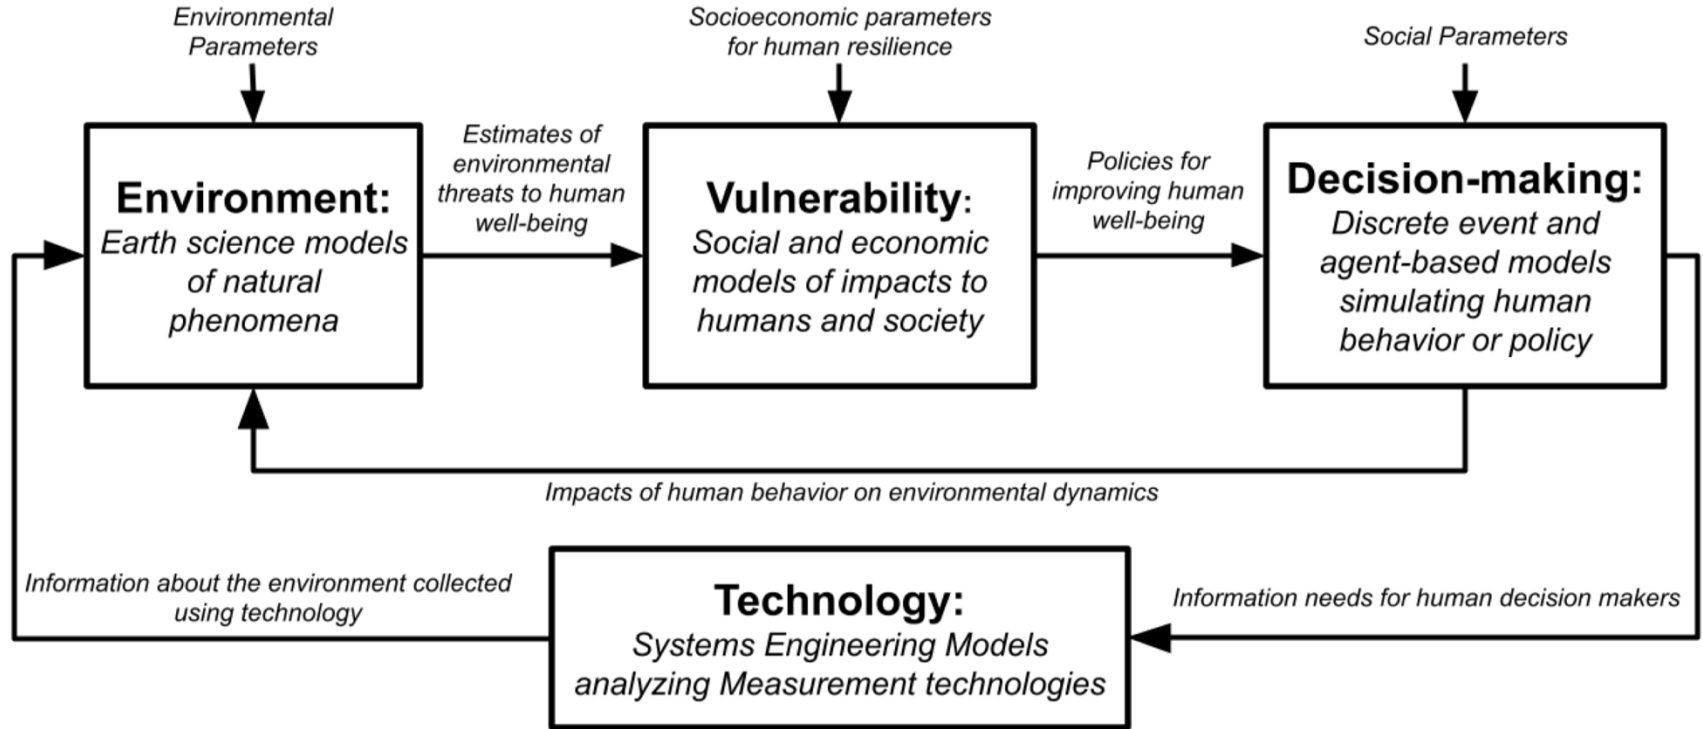 Environmental
Parameters
Socioeconomic parameters
for human resilience
Social Parameters
Environment:
Earth science models
of natural
phenomena
Estimates of
environmental
threats to human
well-being
Vulnerability:
Social and economic
models of impacts to
humans and society
Policies for
improving human
well-being
Decision-making:
Discrete event and
agent-based models
simulating human
behavior or policy
Impacts of human behavior on environmental dynamics
Information about the environment collected
using technology
Technology:
Systems Engineering Models
analyzing Measurement technologies
Information needs for human decision makers